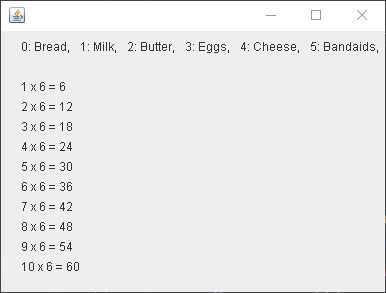 0: Bread, 1: Milk, 2: Butter, 3: Eggs, 4: Cheese, 5: Bandaids,
1 x 6 = 6
2 x 6 = 12
3 x 6 = 18
4 x 6 = 24
5 x 6 = 30
6 x 6 = 36
7 x 6 = 42
8 x 6 = 48
9 x 6 = 54
10 x 6 = 60